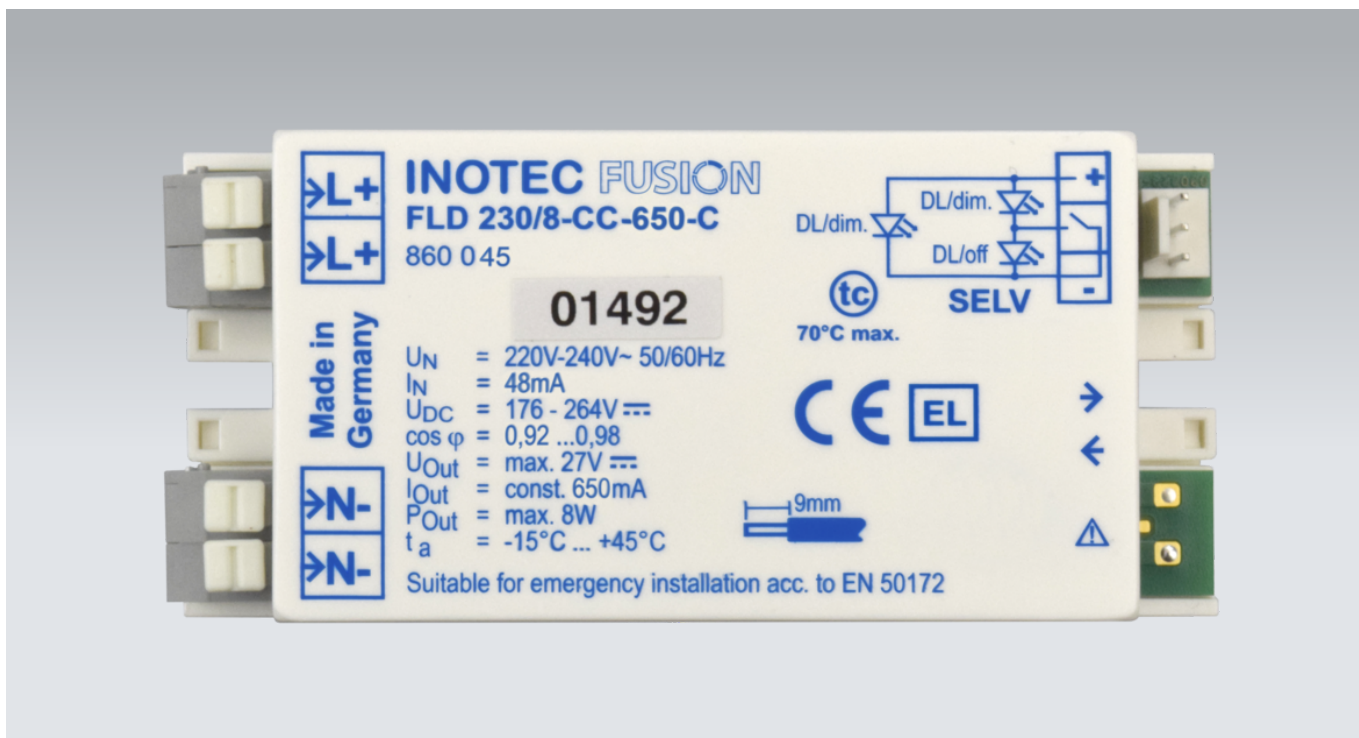 L+
L+
Made in
Germany
N-
N-
INOTEC FUSION
FLD 230/8-CC-650-C
860 045
01492
UN = 220V-240V~ 50/60Hz
IN = 48mA
UDC = 176 - 264V
cos φ = 0,92 ...0,98
UOut = max. 27V
IOut = const. 650mA
POut = max. 8W
ta = -15°C ... +45°C
Suitable for emergency installation acc. to EN 50172
DL/dim.
DL/dim.
DL/off
+
-
SELV
tc
70°C max.
CE EL
9mm